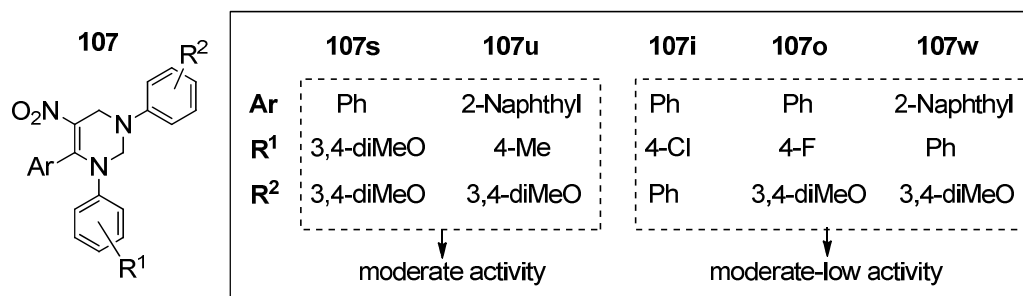 107
R²
O₂N
N
Ar
N
R¹
107s 107u 107i 107o 107w
Ar Ph 2-Naphthyl Ph Ph 2-Naphthyl
R¹ 3,4-diMeO 4-Me 4-Cl 4-F Ph
R² 3,4-diMeO 3,4-diMeO Ph 3,4-diMeO 3,4-diMeO
moderate activity moderate-low activity